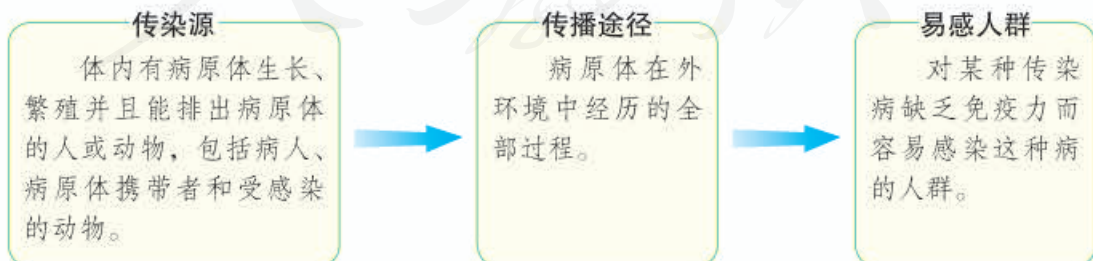 传染源
体内有病原体生长、
繁殖并且能排出病原体
的人或动物，包括病人、
病原体携带者和受感染
的动物。
传播途径
病原体在外
环境中经历的全
部过程。
易感人群
对某种传染
病缺乏免疫力而
容易感染这种病
的人群。